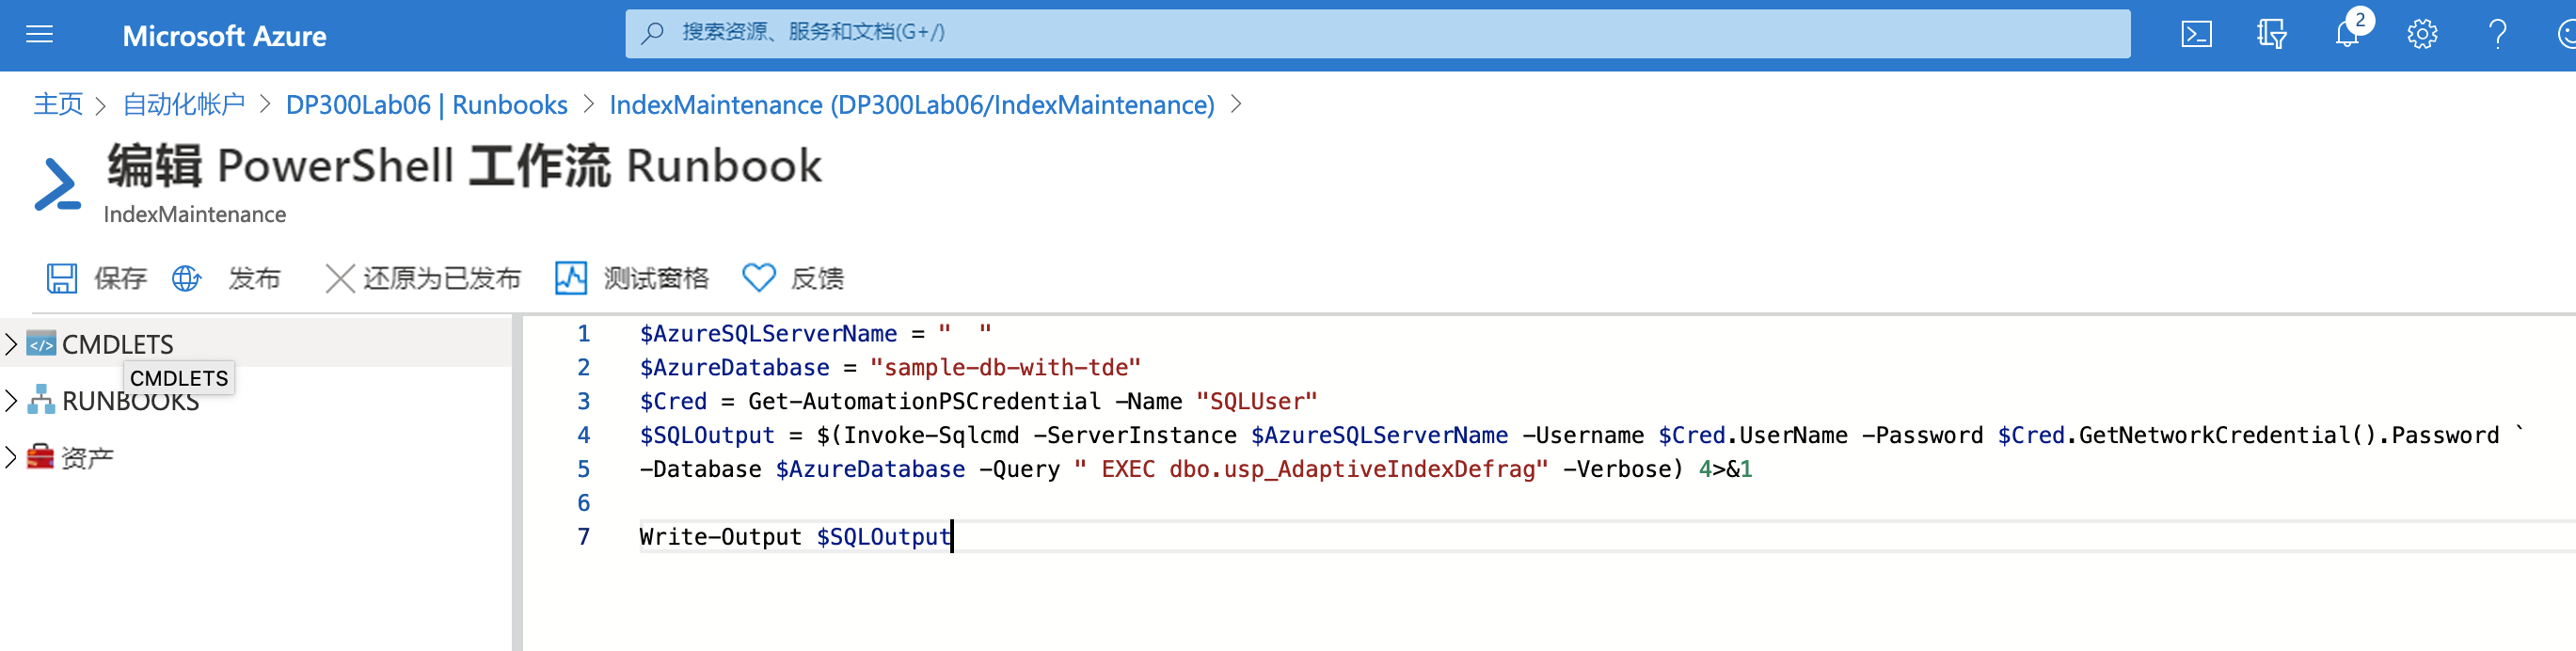 Microsoft Azure
搜索资源、服务和文档(G+/)
2
主页 > 自动化帐户 > DP300Lab06 | Runbooks > IndexMaintenance (DP300Lab06/IndexMaintenance) >
编辑 PowerShell 工作流 Runbook
IndexMaintenance
保存 发布 还原为已发布 测试窗格 反馈
CMDLETS
CMDLETS
RUNBOOKS
资产
1 $AzureSQLServerName = "  "
2 $AzureDatabase = "sample-db-with-tde"
3 $Cred = Get-AutomationPSCredential -Name "SQLUser"
4 $SQLOutput = $(Invoke-Sqlcmd -ServerInstance $AzureSQLServerName -Username $Cred.UserName -Password $Cred.GetNetworkCredential().Password `
5 -Database $AzureDatabase -Query " EXEC dbo.usp_AdaptiveIndexDefrag" -Verbose) 4>&1
6
7 Write-Output $SQLOutput